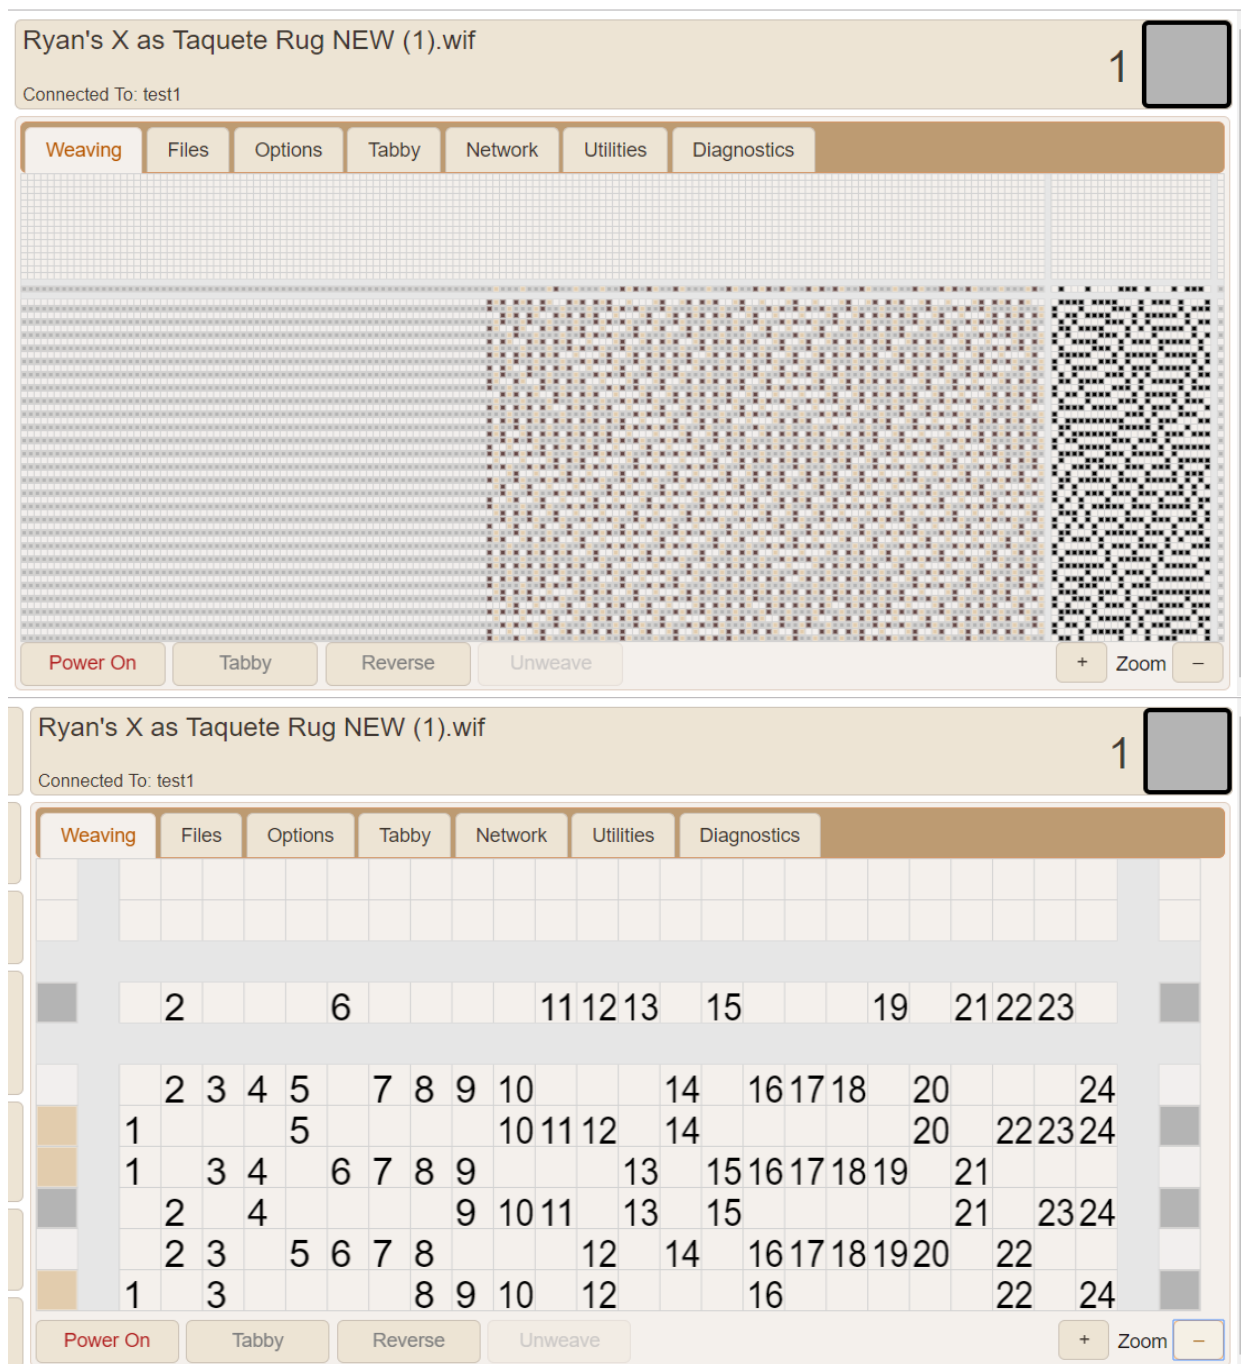 Ryan's X as Taquete Rug NEW (1).wif
1
Connected To: test1
Weaving Files Options Tabby Network Utilities Diagnostics
Power On Tabby Reverse Unweave + Zoom –
Ryan's X as Taquete Rug NEW (1).wif
1
Connected To: test1
Weaving Files Options Tabby Network Utilities Diagnostics
2 6 11 12 13 15 19 21 22 23
2 3 4 5 7 8 9 10 14 16 17 18 20 24
1 5 10 11 12 14 20 22 23 24
1 3 4 6 7 8 9 13 15 16 17 18 19 21
2 4 9 10 11 13 15 21 23 24
2 3 5 6 7 8 12 14 16 17 18 19 20 22
1 3 8 9 10 12 16 22 24
Power On Tabby Reverse Unweave + Zoom –